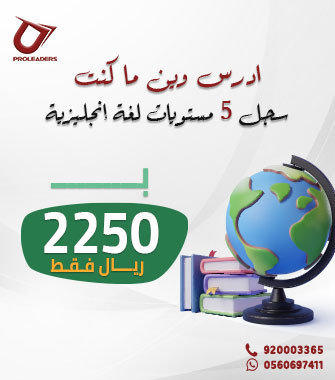 PROLEADERS
ادرس وين ما كنت
سجل 5 مستويات لغة انجليزية
بـ
2250
ريال فقط
920003365
0560697411